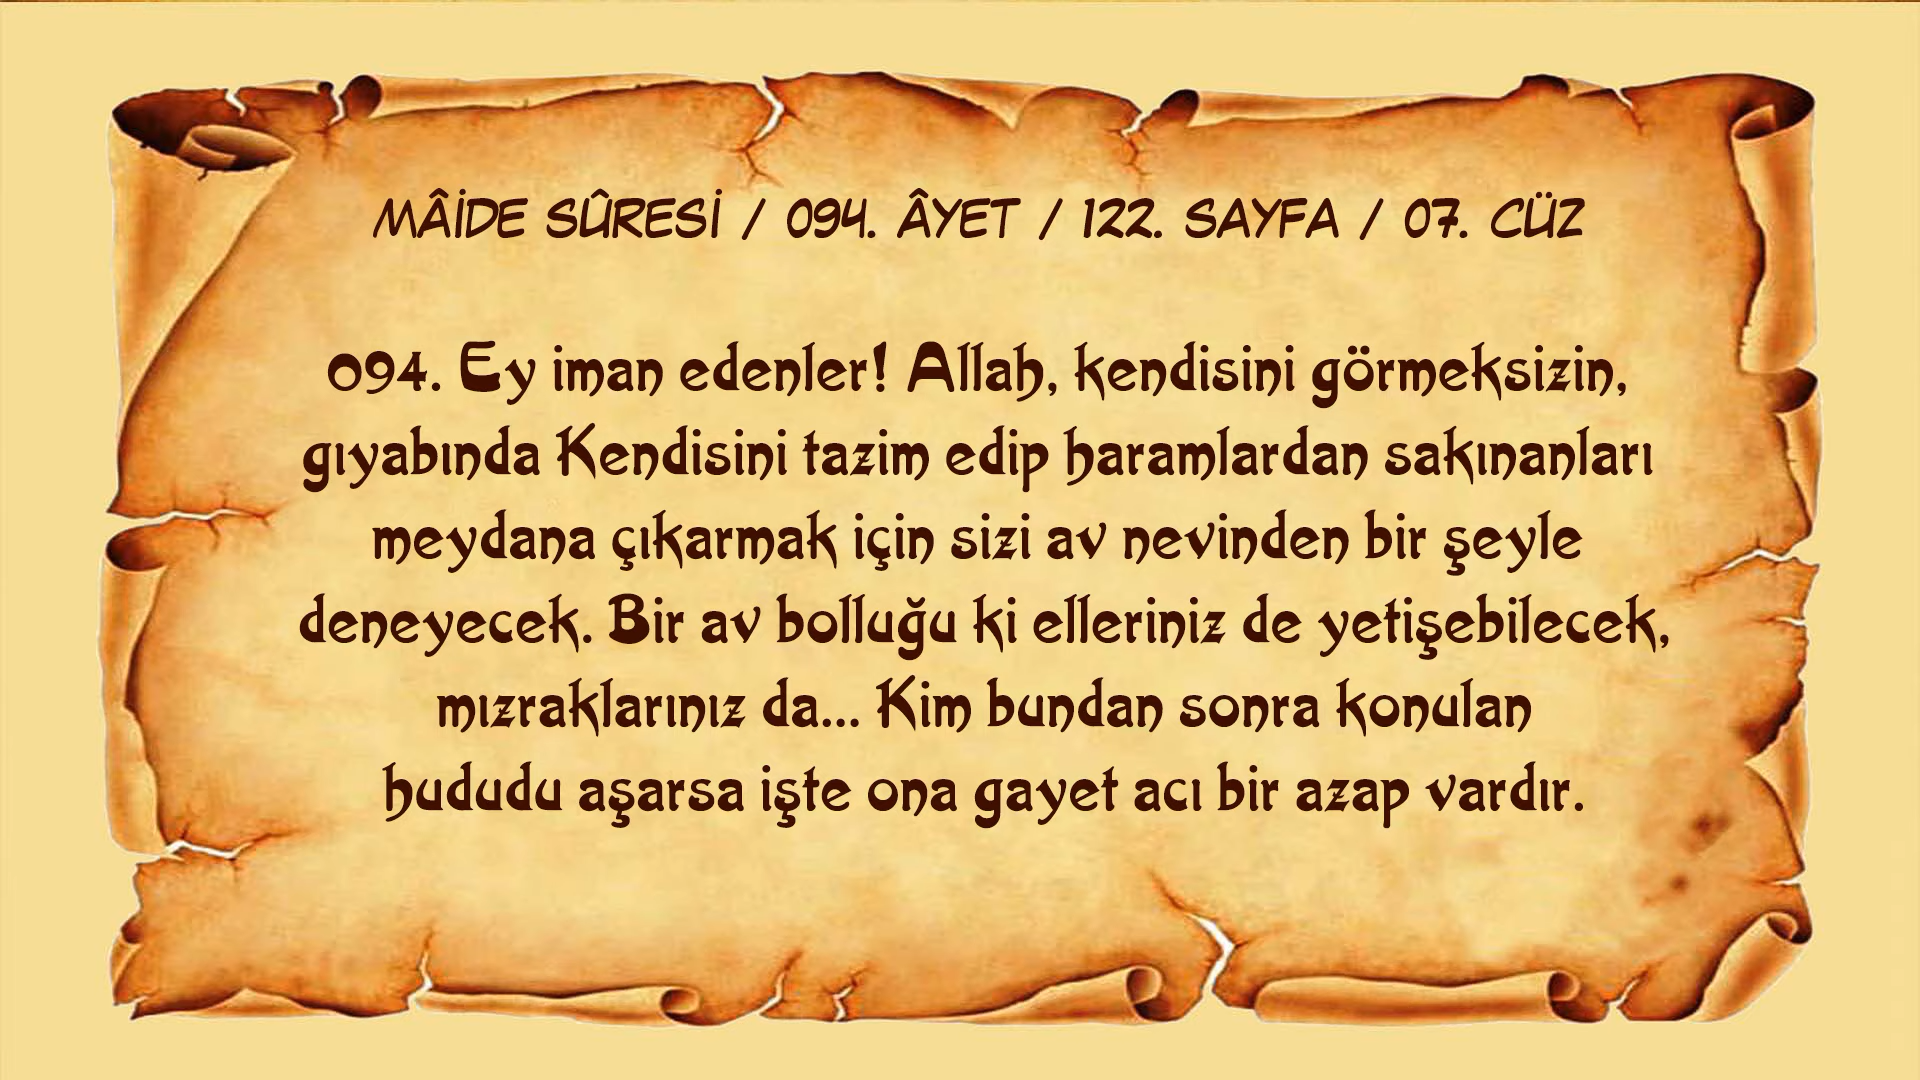 MÂİDE SÛRESİ / 094. ÂYET / 122. SAYFA / 07. CÜZ
094. Ey iman edenler! Allah, kendisini görmeksizin,
gıyabında Kendisini tazim edip haramlardan sakınanları
meydana çıkarmak için sizi av nevinden bir şeyle
deneyecek. Bir av bolluğu ki elleriniz de yetişebilecek,
mızraklarınız da... Kim bundan sonra konulan
hududu aşarsa işte ona gayet acı bir azap vardır.